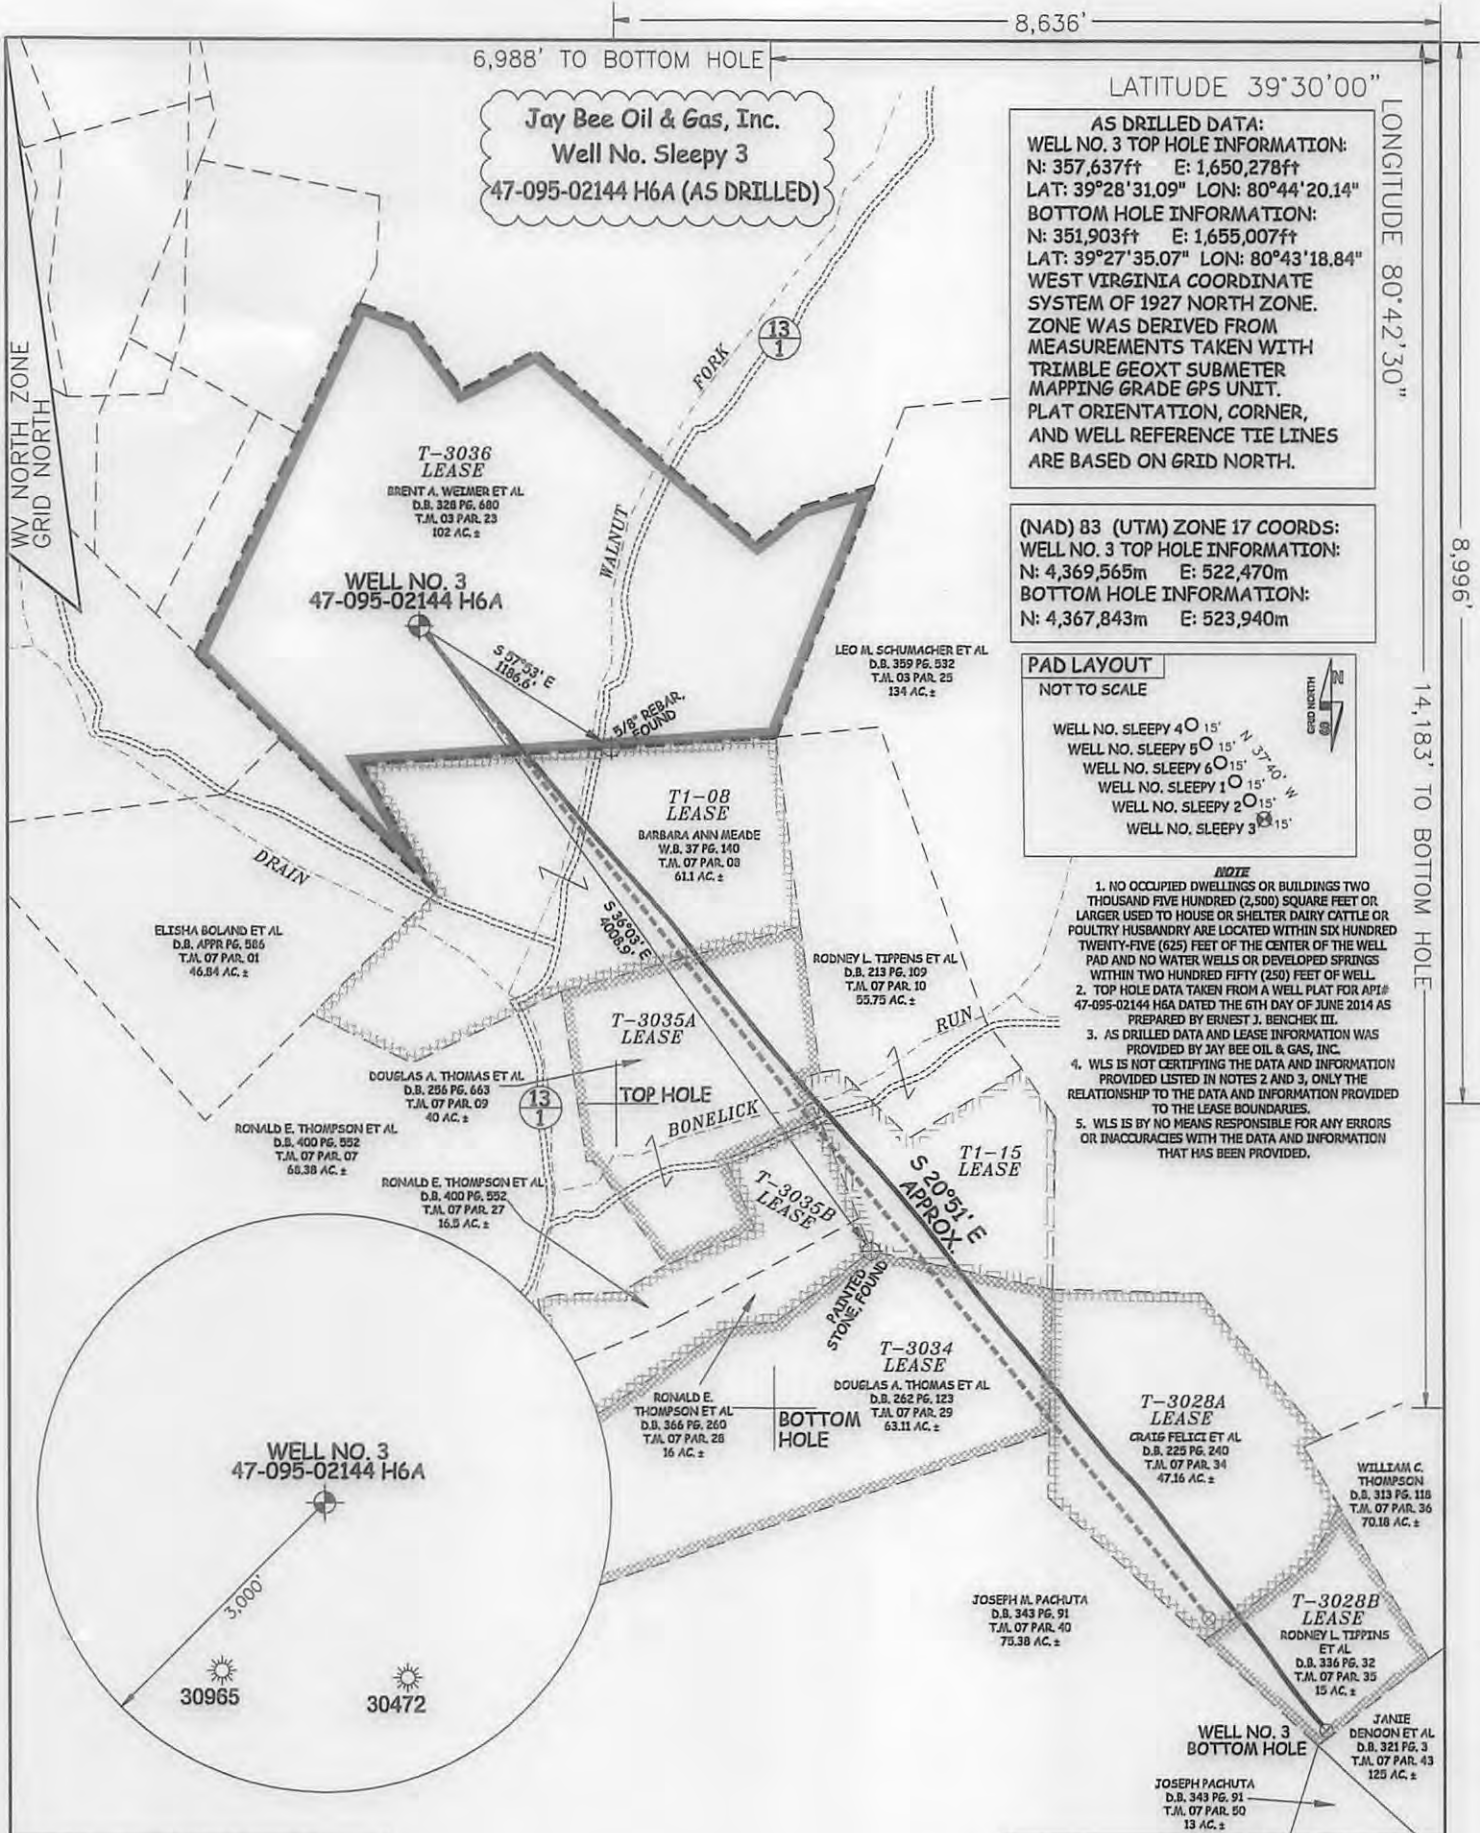 8,636'
6,988' TO BOTTOM HOLE
LATITUDE 39°30'00"
LONGITUDE 80°42'30"
Jay Bee Oil & Gas, Inc.
Well No. Sleepy 3
47-095-02144 H6A (AS DRILLED)
AS DRILLED DATA:
WELL NO. 3 TOP HOLE INFORMATION:
N: 357,637ft E: 1,650,278ft
LAT: 39°28'31.09" LON: 80°44'20.14"
BOTTOM HOLE INFORMATION:
N: 351,903ft E: 1,655,007ft
LAT: 39°27'35.07" LON: 80°43'18.84"
WEST VIRGINIA COORDINATE
SYSTEM OF 1927 NORTH ZONE.
ZONE WAS DERIVED FROM
MEASUREMENTS TAKEN WITH
TRIMBLE GEOXT SUBMETER
MAPPING GRADE GPS UNIT.
PLAT ORIENTATION, CORNER,
AND WELL REFERENCE TIE LINES
ARE BASED ON GRID NORTH.
(NAD) 83 (UTM) ZONE 17 COORDS:
WELL NO. 3 TOP HOLE INFORMATION:
N: 4,369,565m E: 522,470m
BOTTOM HOLE INFORMATION:
N: 4,367,843m E: 523,940m
8,996'
14,183' TO BOTTOM HOLE
PAD LAYOUT
NOT TO SCALE
GRID NORTH
N
S
WELL NO. SLEEPY 4 15'
WELL NO. SLEEPY 5 15'
WELL NO. SLEEPY 6 15'
WELL NO. SLEEPY 1 15'
WELL NO. SLEEPY 2 15'
WELL NO. SLEEPY 3 15'
N 37°40' W
NOTE
1. NO OCCUPIED DWELLINGS OR BUILDINGS TWO
THOUSAND FIVE HUNDRED (2,500) SQUARE FEET OR
LARGER USED TO HOUSE OR SHELTER DAIRY CATTLE OR
POULTRY HUSBANDRY ARE LOCATED WITHIN SIX HUNDRED
TWENTY-FIVE (625) FEET OF THE CENTER OF THE WELL
PAD AND NO WATER WELLS OR DEVELOPED SPRINGS
WITHIN TWO HUNDRED FIFTY (250) FEET OF WELL.
2. TOP HOLE DATA TAKEN FROM A WELL PLAT FOR API#
47-095-02144 H6A DATED THE 6TH DAY OF JUNE 2014 AS
PREPARED BY ERNEST J. BENCHEK III.
3. AS DRILLED DATA AND LEASE INFORMATION WAS
PROVIDED BY JAY BEE OIL & GAS, INC.
4. WLS IS NOT CERTIFYING THE DATA AND INFORMATION
PROVIDED LISTED IN NOTES 2 AND 3, ONLY THE
RELATIONSHIP TO THE DATA AND INFORMATION PROVIDED
TO THE LEASE BOUNDARIES.
5. WLS IS BY NO MEANS RESPONSIBLE FOR ANY ERRORS
OR INACCURACIES WITH THE DATA AND INFORMATION
THAT HAS BEEN PROVIDED.
WV NORTH ZONE
GRID NORTH
13
1
WALNUT
FORK
T-3036
LEASE
BRENT A. WEIMER ET AL
D.B. 328 PG. 680
T.M. 03 PAR. 23
102 AC. ±
WELL NO. 3
47-095-02144 H6A
S 57°53' E
1186.6'
5/8" REBAR,
FOUND
LEO M. SCHUMACHER ET AL
D.B. 359 PG. 532
T.M. 03 PAR. 25
134 AC. ±
T1-08
LEASE
BARBARA ANN MEADE
W.B. 37 PG. 140
T.M. 07 PAR. 08
61.1 AC. ±
DRAIN
ELISHA BOLAND ET AL
D.B. APPR PG. 586
T.M. 07 PAR. 01
46.84 AC. ±
S 36°03' E
4008.9'
RODNEY L. TIPPENS ET AL
D.B. 213 PG. 109
T.M. 07 PAR. 10
55.75 AC. ±
T-3035A
LEASE
DOUGLAS A. THOMAS ET AL
D.B. 256 PG. 663
T.M. 07 PAR. 09
40 AC. ±
13
1
TOP HOLE
BONELICK
RUN
RONALD E. THOMPSON ET AL
D.B. 400 PG. 552
T.M. 07 PAR. 07
68.38 AC. ±
RONALD E. THOMPSON ET AL
D.B. 400 PG. 552
T.M. 07 PAR. 27
16.5 AC. ±
T-3035B
LEASE
T1-15
LEASE
S 20°51' E
APPROX.
PAINTED
STONE, FOUND
T-3034
LEASE
DOUGLAS A. THOMAS ET AL
D.B. 262 PG. 123
T.M. 07 PAR. 29
63.11 AC. ±
RONALD E.
THOMPSON ET AL
D.B. 366 PG. 260
T.M. 07 PAR. 28
16 AC. ±
BOTTOM
HOLE
T-3028A
LEASE
CRAIG FELICI ET AL
D.B. 225 PG. 240
T.M. 07 PAR. 34
47.16 AC. ±
WILLIAM C.
THOMPSON
D.B. 313 PG. 118
T.M. 07 PAR. 36
70.18 AC. ±
WELL NO. 3
47-095-02144 H6A
3,000'
30965
30472
JOSEPH M. PACHUTA
D.B. 343 PG. 91
T.M. 07 PAR. 40
75.38 AC. ±
T-3028B
LEASE
RODNEY L. TIPPINS
ET AL
D.B. 336 PG. 32
T.M. 07 PAR. 35
15 AC. ±
WELL NO. 3
BOTTOM HOLE
JANIE
DENOON ET AL
D.B. 321 PG. 3
T.M. 07 PAR. 43
125 AC. ±
JOSEPH PACHUTA
D.B. 343 PG. 91
T.M. 07 PAR. 50
13 AC. ±